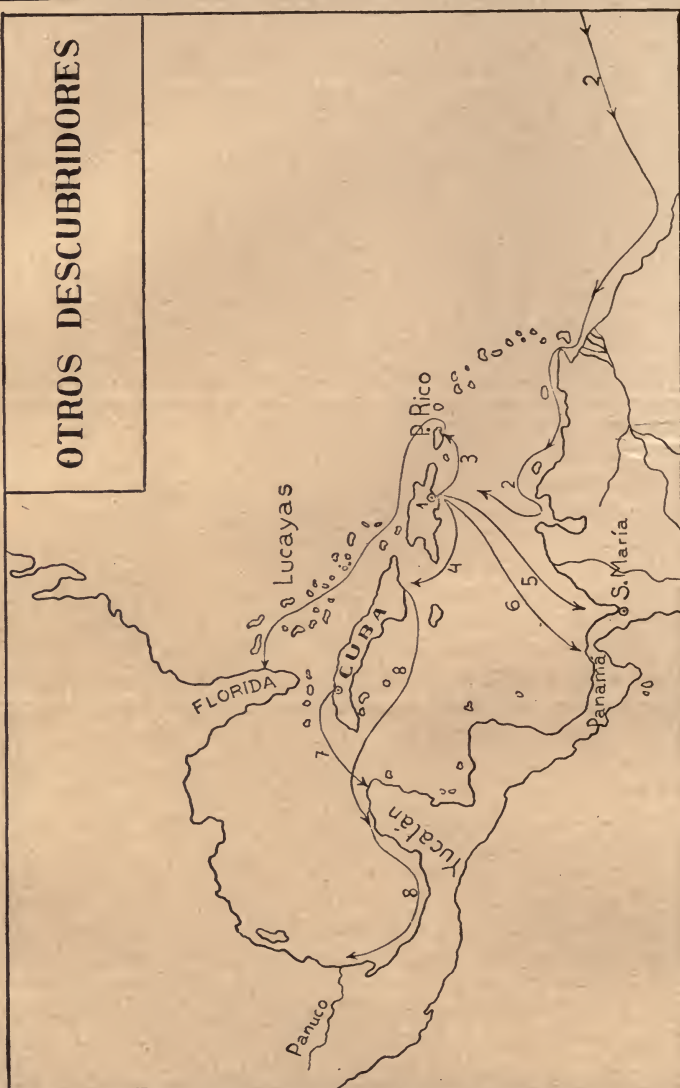 OTROS DESCUBRIDORES
Lucayas
FLORIDA
P. Rico
CUBA
Yucatán
Panuco
Panamá
S. María
1
2
2
3
4
5
6
7
8
8